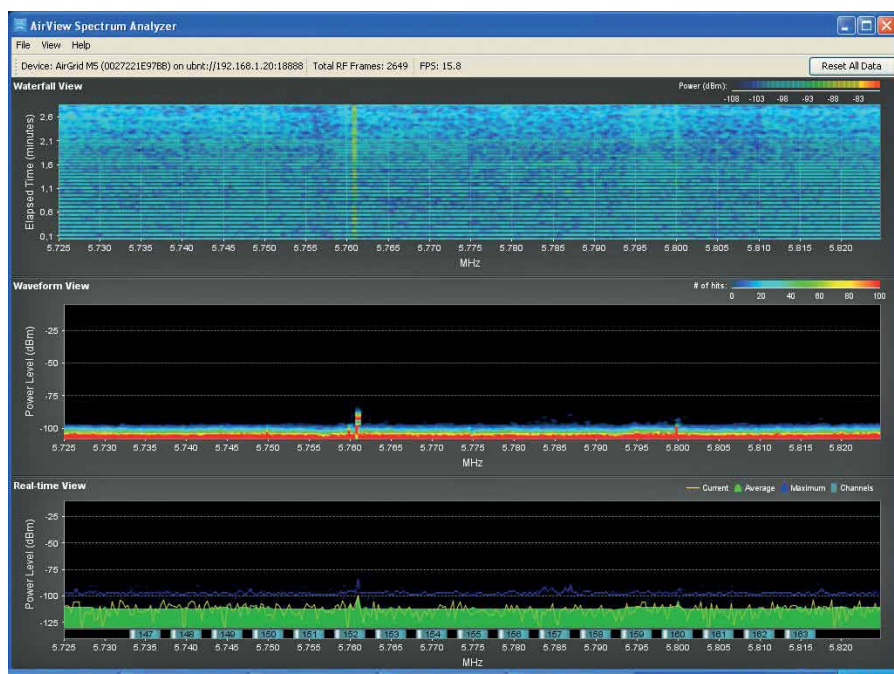 AirView Spectrum Analyzer
File View Help
Device: AirGrid M5 (0027221E97BB) on ubnt://192.168.1.20:18888 Total RF Frames: 2649 FPS: 15.8 Reset All Data
Waterfall View Power (dBm):
-108 -103 -98 -93 -88 -83
Elapsed Time (minutes)
2,6
2,1
1,6
1,1
0,6
0,1
5.725 5.730 5.735 5.740 5.745 5.750 5.755 5.760 5.765 5.770 5.775 5.780 5.785 5.790 5.795 5.800 5.805 5.810 5.815 5.820
MHz
Waveform View # of hits:
0 20 40 60 80 100
Power Level (dBm)
-25
-50
-75
-100
5.725 5.730 5.735 5.740 5.745 5.750 5.755 5.760 5.765 5.770 5.775 5.780 5.785 5.790 5.795 5.800 5.805 5.810 5.815 5.820
MHz
Real-time View Current Average Maximum Channels
Power Level (dBm)
-25
-50
-75
-100
-125
147 148 149 150 151 152 153 154 155 156 157 158 159 160 161 162 163
5.725 5.730 5.735 5.740 5.745 5.750 5.755 5.760 5.765 5.770 5.775 5.780 5.785 5.790 5.795 5.800 5.805 5.810 5.815 5.820
MHz